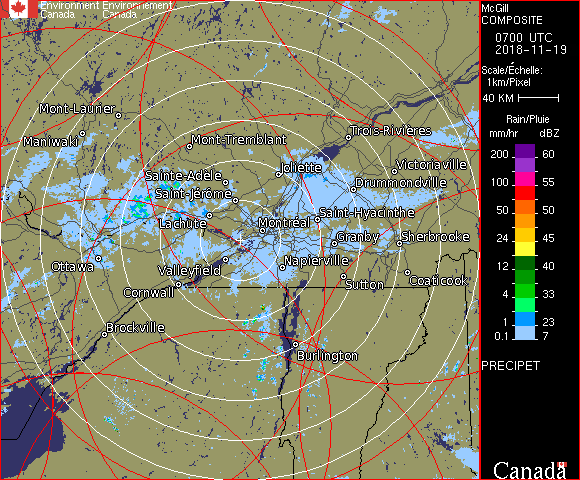 Environment Environnement
Canada Canada
McGill
COMPOSITE
0700 UTC
2018-11-19
Scale/Échelle:
1km/Pixel
40 KM
Rain/Pluie
mm/hr dBZ
200 60
100 55
50 50
24 45
12 40
4 33
1 23
0.1 7
PRECIPET
Mont-Laurier
Maniwaki
Mont-Tremblant
Trois-Rivières
Joliette
Victoriaville
Sainte-Adèle
Drummondville
Saint-Jérôme
Saint-Hyacinthe
Lachute
Montréal
Granby
Sherbrooke
Ottawa
Valleyfield
Napierville
Sutton
Coaticook
Cornwall
Brockville
Burlington
Canada